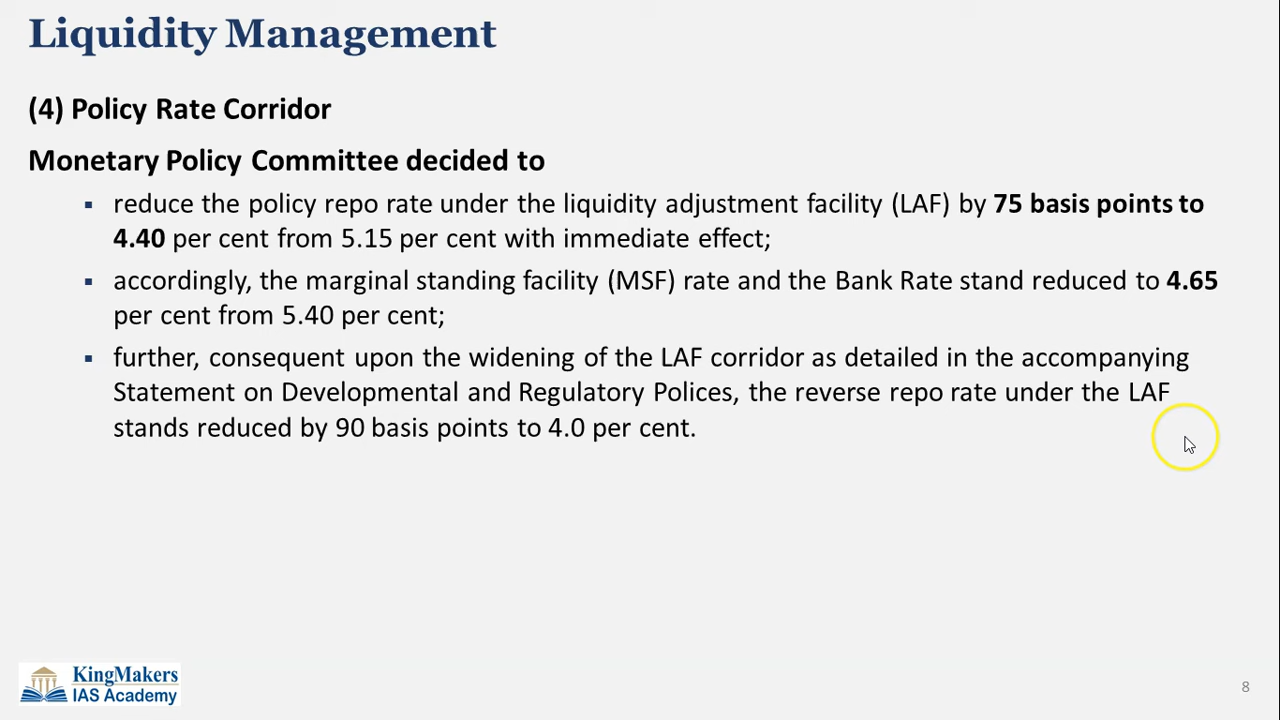 Liquidity Management
(4) Policy Rate Corridor
Monetary Policy Committee decided to
▪ reduce the policy repo rate under the liquidity adjustment facility (LAF) by 75 basis points to
4.40 per cent from 5.15 per cent with immediate effect;
▪ accordingly, the marginal standing facility (MSF) rate and the Bank Rate stand reduced to 4.65
per cent from 5.40 per cent;
▪ further, consequent upon the widening of the LAF corridor as detailed in the accompanying
Statement on Developmental and Regulatory Polices, the reverse repo rate under the LAF
stands reduced by 90 basis points to 4.0 per cent.
KingMakers
IAS Academy
8